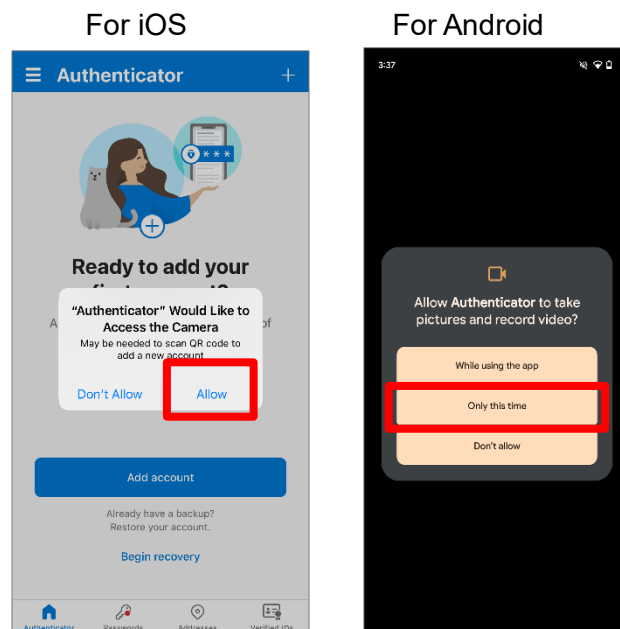 For iOS
For Android
Authenticator
* * *
Ready to add your
"Authenticator" Would Like to
Access the Camera
May be needed to scan QR code to
add a new account
Don't Allow
Allow
Add account
Already have a backup?
Restore your account.
Begin recovery
Authenticator
Passwords
Addresses
Verified IDs
3:37
Allow Authenticator to take
pictures and record video?
While using the app
Only this time
Don't allow